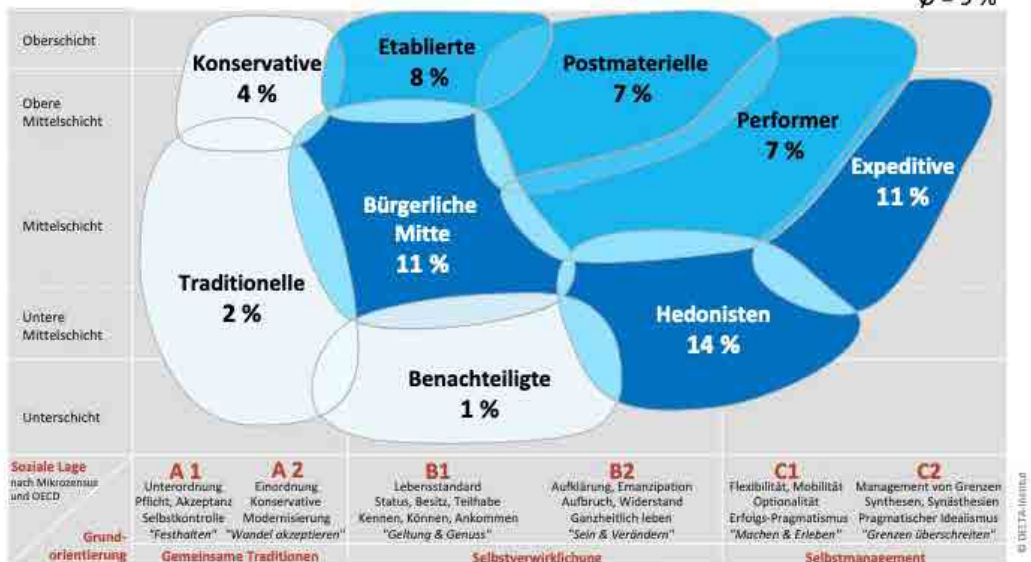 Ø = 9 %
Oberschicht
Konservative
4 %
Etablierte
8 %
Postmaterielle
7 %
Obere
Mittelschicht
Performer
7 %
Expeditive
11 %
Mittelschicht
Bürgerliche
Mitte
11 %
Traditionelle
2 %
Untere
Mittelschicht
Hedonisten
14 %
Benachteiligte
1 %
Unterschicht
Soziale Lage
nach Mikrozensus
und OECD
Grund-
orientierung
A 1
Unterordnung
Pflicht, Akzeptanz
Selbstkontrolle
"Festhalten"
A 2
Einordnung
Konservative
Modernisierung
"Wandel akzeptieren"
Gemeinsame Traditionen
B1
Lebensstandard
Status, Besitz, Teilhabe
Kennen, Können, Ankommen
"Geltung & Genuss"
B2
Aufklärung, Emanzipation
Aufbruch, Widerstand
Ganzheitlich leben
"Sein & Verändern"
Selbstverwirklichung
C1
Flexibilität, Mobilität
Optionalität
Erfolgs-Pragmatismus
"Machen & Erleben"
C2
Management von Grenzen
Synthesen, Synästhesien
Pragmatischer Idealismus
"Grenzen überschreiten"
Selbstmanagement
© DELTA-Institut